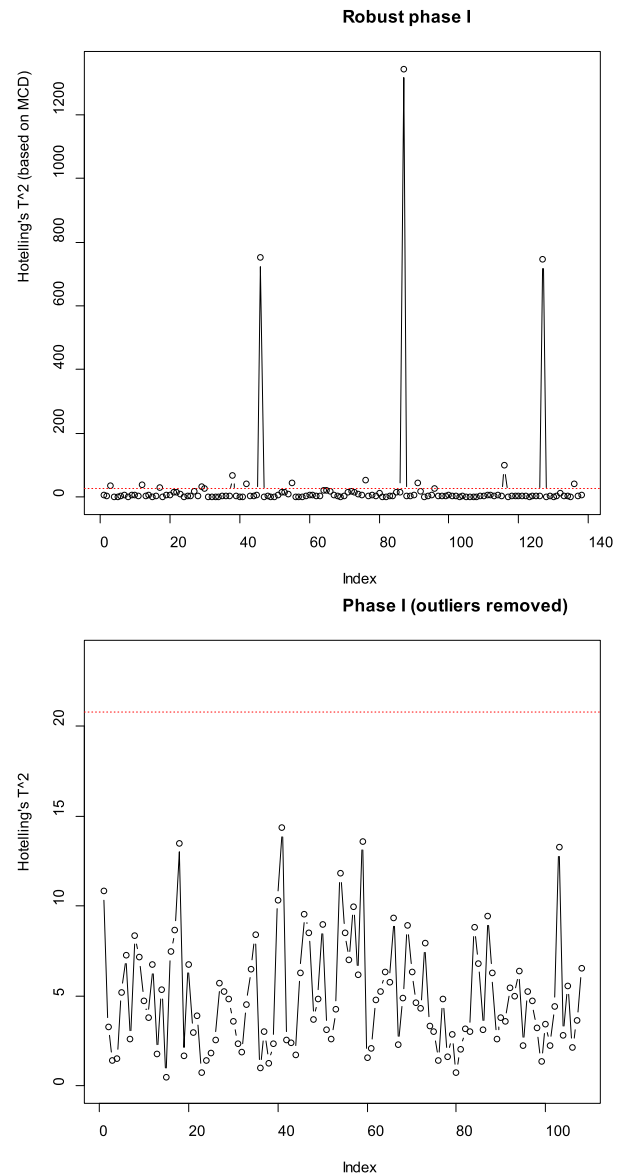 Robust phase I
Hotelling's T^2 (based on MCD)
1200
1000
800
600
400
200
0
0 20 40 60 80 100 120 140
Index
Phase I (outliers removed)
Hotelling's T^2
20
15
10
5
0
0 20 40 60 80 100
Index